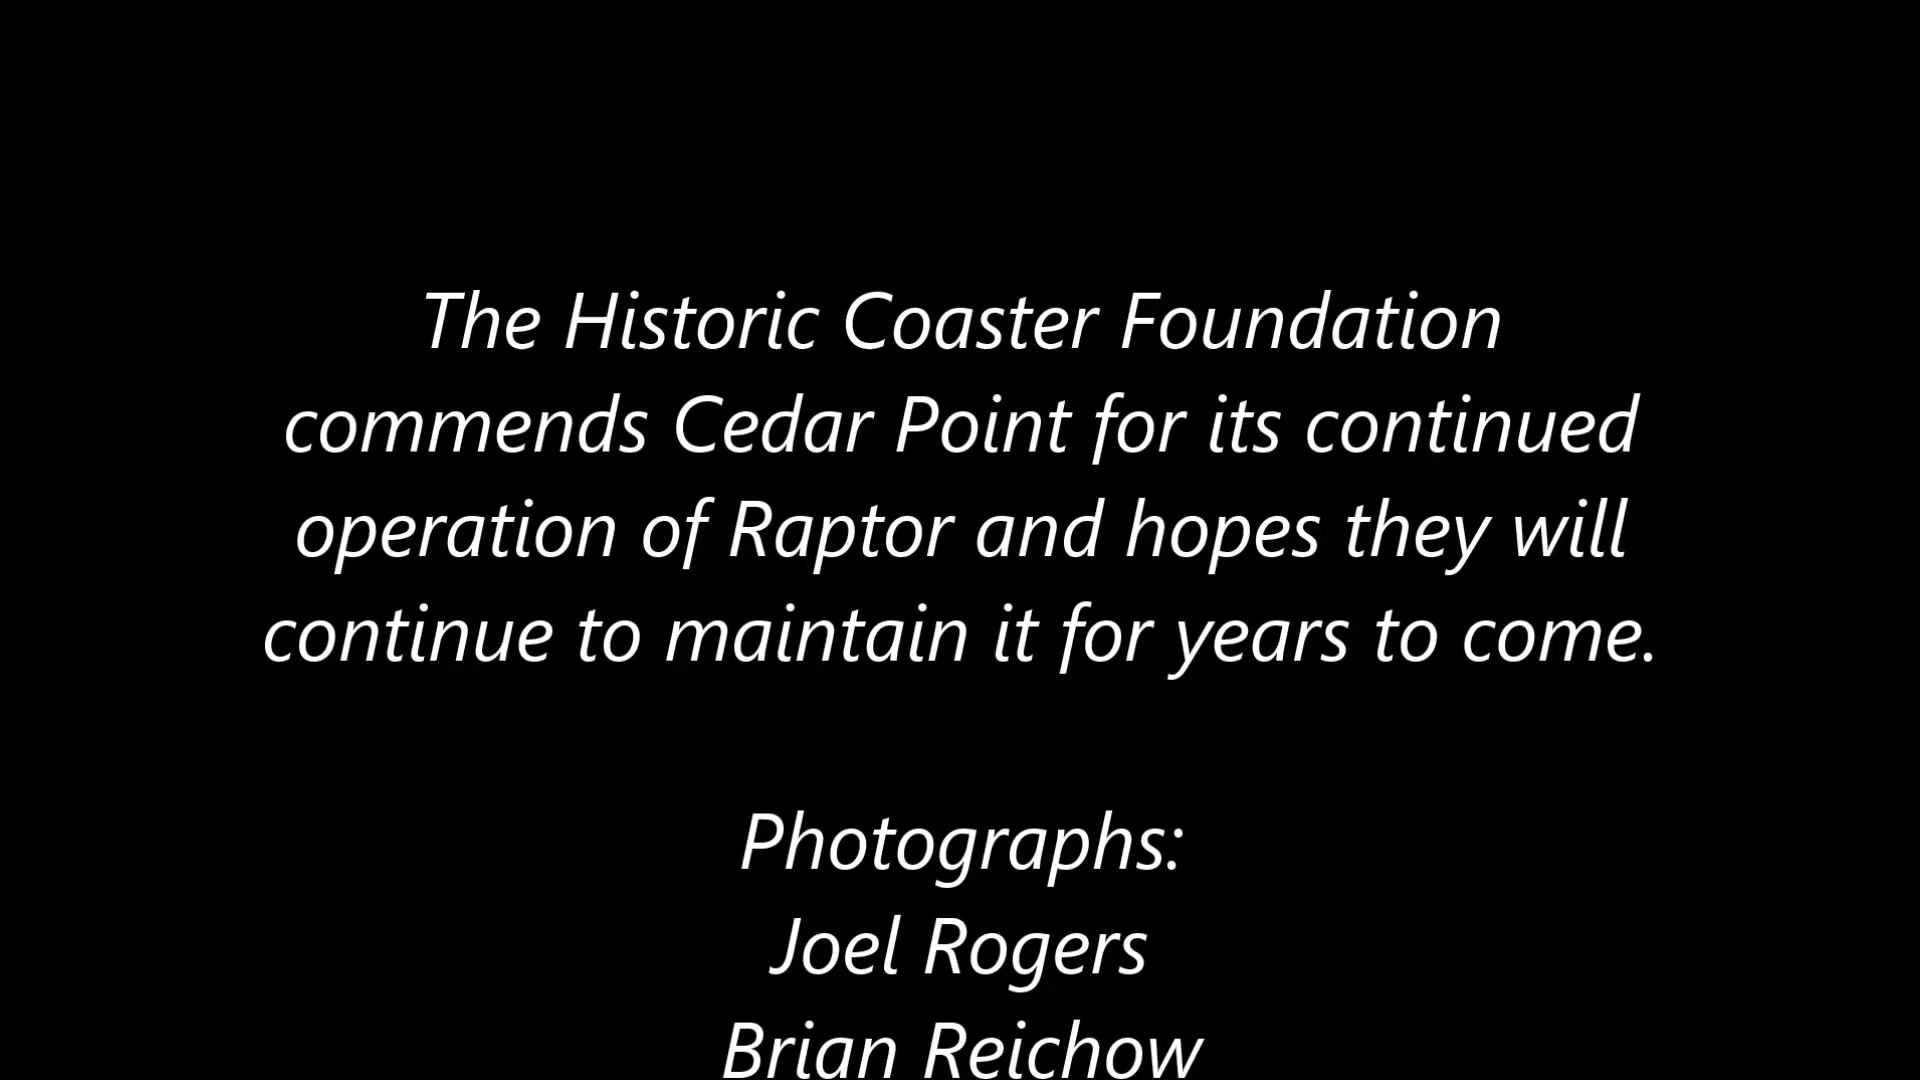 The Historic Coaster Foundation
commends Cedar Point for its continued
operation of Raptor and hopes they will
continue to maintain it for years to come.
Photographs:
Joel Rogers
Brian Reichow